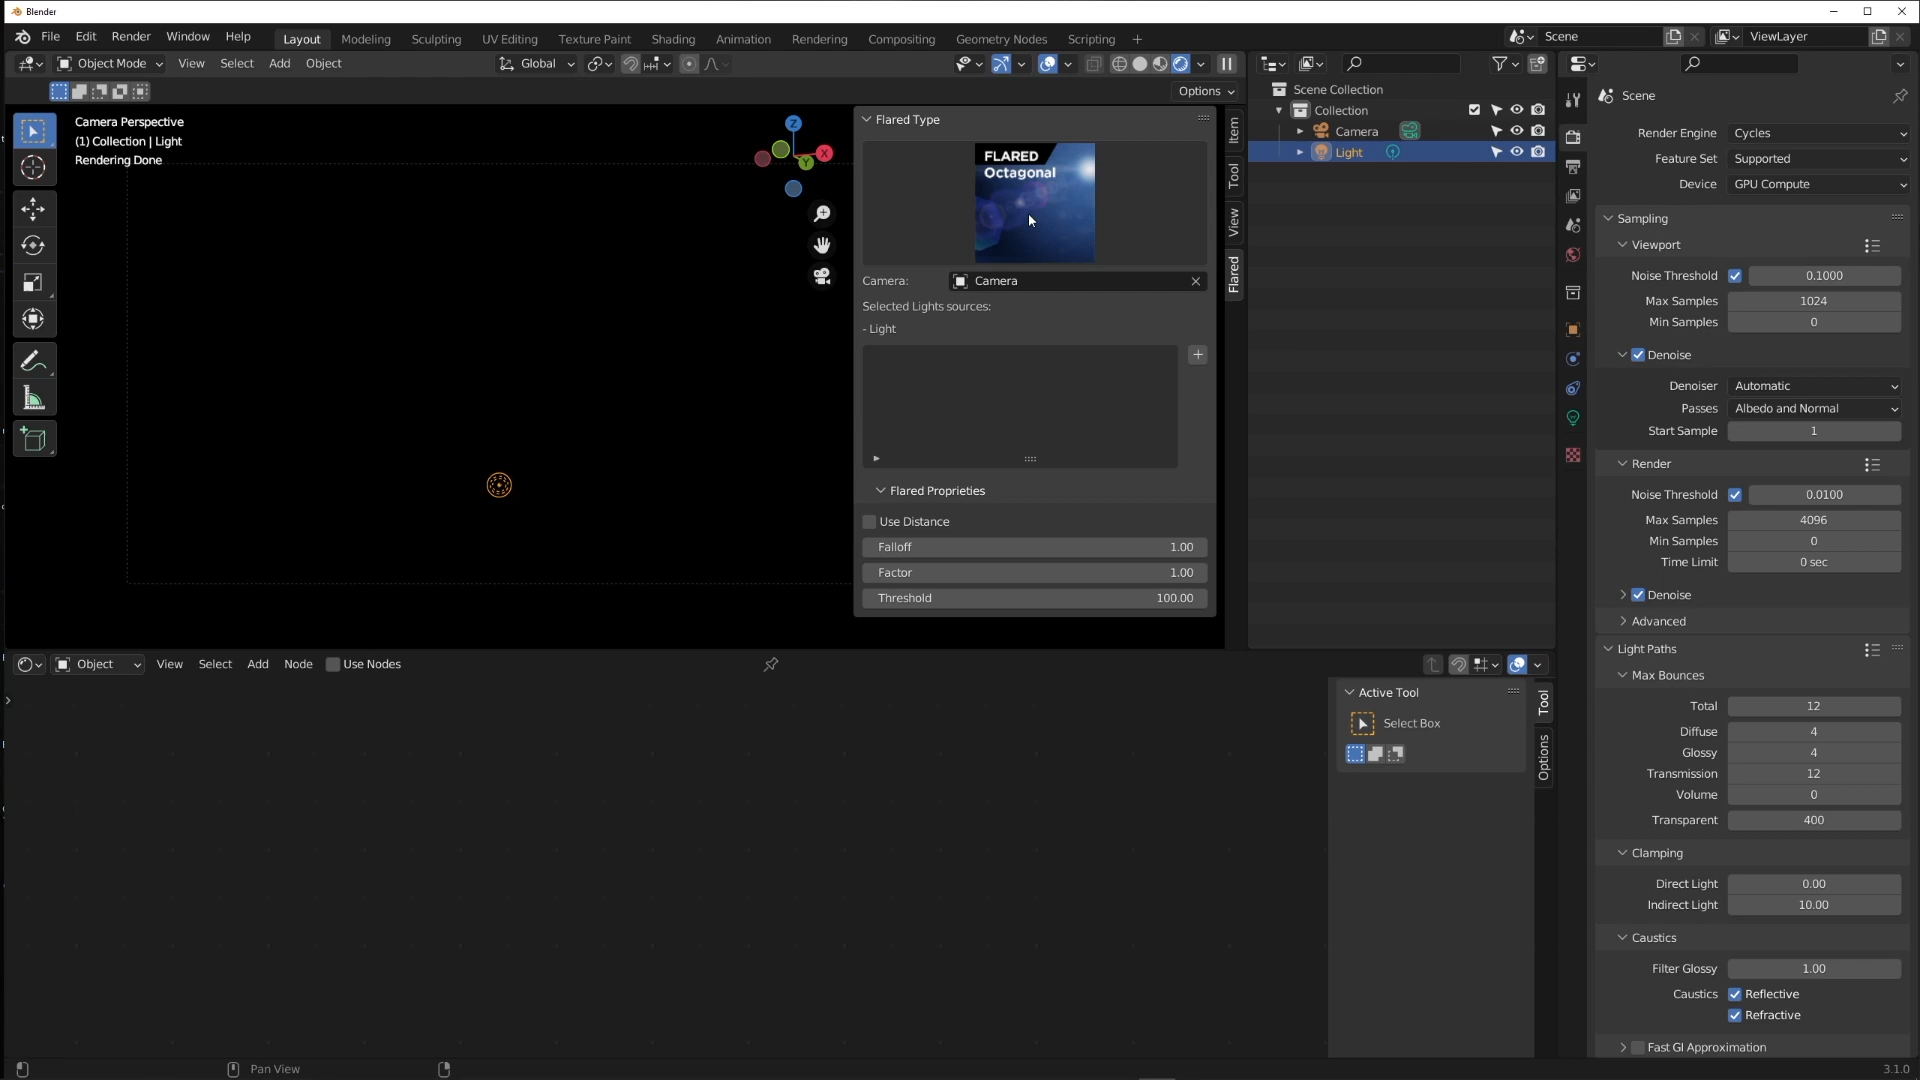 Blender
File Edit Render Window Help Layout Modeling Sculpting UV Editing Texture Paint Shading Animation Rendering Compositing Geometry Nodes Scripting + Scene ViewLayer
Object Mode View Select Add Object Global
Options
Camera Perspective
(1) Collection | Light
Rendering Done
Z
X
Y
Flared Type
FLARED
Octagonal
Camera: Camera
Selected Lights sources:
- Light
Flared Proprieties
Use Distance
Falloff 1.00
Factor 1.00
Threshold 100.00
Item
Tool
View
Flared
Scene Collection
Collection
Camera
Light
Scene
Render Engine Cycles
Feature Set Supported
Device GPU Compute
Sampling
Viewport
Noise Threshold 0.1000
Max Samples 1024
Min Samples 0
Denoise
Denoiser Automatic
Passes Albedo and Normal
Start Sample 1
Render
Noise Threshold 0.0100
Max Samples 4096
Min Samples 0
Time Limit 0 sec
Denoise
Advanced
Light Paths
Max Bounces
Total 12
Diffuse 4
Glossy 4
Transmission 12
Volume 0
Transparent 400
Clamping
Direct Light 0.00
Indirect Light 10.00
Caustics
Filter Glossy 1.00
Caustics Reflective
Refractive
Fast GI Approximation
Object View Select Add Node Use Nodes
Active Tool
Select Box
Tool
Options
Pan View
3.1.0